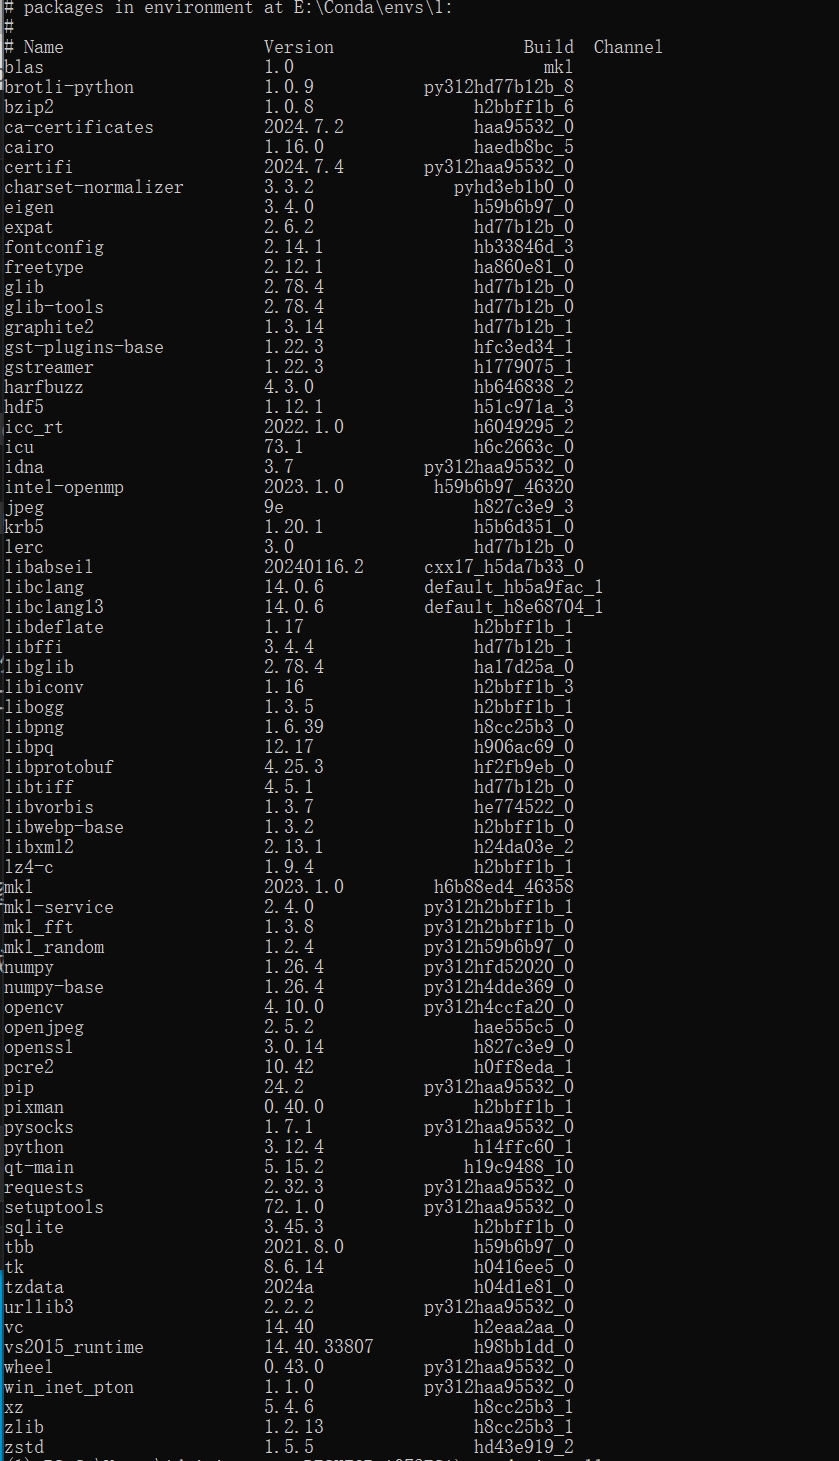 # packages in environment at E:\Conda\envs\l:
#
# Name Version Build Channel
blas 1.0 mkl
brotli-python 1.0.9 py312hd77b12b_8
bzip2 1.0.8 h2bbff1b_6
ca-certificates 2024.7.2 haa95532_0
cairo 1.16.0 haedb8bc_5
certifi 2024.7.4 py312haa95532_0
charset-normalizer 3.3.2 pyhd3eb1b0_0
eigen 3.4.0 h59b6b97_0
expat 2.6.2 hd77b12b_0
fontconfig 2.14.1 hb33846d_3
freetype 2.12.1 ha860e81_0
glib 2.78.4 hd77b12b_0
glib-tools 2.78.4 hd77b12b_0
graphite2 1.3.14 hd77b12b_1
gst-plugins-base 1.22.3 hfc3ed34_1
gstreamer 1.22.3 h1779075_1
harfbuzz 4.3.0 hb646838_2
hdf5 1.12.1 h51c971a_3
icc_rt 2022.1.0 h6049295_2
icu 73.1 h6c2663c_0
idna 3.7 py312haa95532_0
intel-openmp 2023.1.0 h59b6b97_46320
jpeg 9e h827c3e9_3
krb5 1.20.1 h5b6d351_0
lerc 3.0 hd77b12b_0
libabseil 20240116.2 cxx17_h5da7b33_0
libclang 14.0.6 default_hb5a9fac_1
libclang13 14.0.6 default_h8e68704_1
libdeflate 1.17 h2bbff1b_1
libffi 3.4.4 hd77b12b_1
libglib 2.78.4 ha17d25a_0
libiconv 1.16 h2bbff1b_3
libogg 1.3.5 h2bbff1b_1
libpng 1.6.39 h8cc25b3_0
libpq 12.17 h906ac69_0
libprotobuf 4.25.3 hf2fb9eb_0
libtiff 4.5.1 hd77b12b_0
libvorbis 1.3.7 he774522_0
libwebp-base 1.3.2 h2bbff1b_0
libxml2 2.13.1 h24da03e_2
lz4-c 1.9.4 h2bbff1b_1
mkl 2023.1.0 h6b88ed4_46358
mkl-service 2.4.0 py312h2bbff1b_1
mkl_fft 1.3.8 py312h2bbff1b_0
mkl_random 1.2.4 py312h59b6b97_0
numpy 1.26.4 py312hfd52020_0
numpy-base 1.26.4 py312h4dde369_0
opencv 4.10.0 py312h4ccfa20_0
openjpeg 2.5.2 hae555c5_0
openssl 3.0.14 h827c3e9_0
pcre2 10.42 h0ff8eda_1
pip 24.2 py312haa95532_0
pixman 0.40.0 h2bbff1b_1
pysocks 1.7.1 py312haa95532_0
python 3.12.4 h14ffc60_1
qt-main 5.15.2 h19c9488_10
requests 2.32.3 py312haa95532_0
setuptools 72.1.0 py312haa95532_0
sqlite 3.45.3 h2bbff1b_0
tbb 2021.8.0 h59b6b97_0
tk 8.6.14 h0416ee5_0
tzdata 2024a h04d1e81_0
urllib3 2.2.2 py312haa95532_0
vc 14.40 h2eaa2aa_0
vs2015_runtime 14.40.33807 h98bb1dd_0
wheel 0.43.0 py312haa95532_0
win_inet_pton 1.1.0 py312haa95532_0
xz 5.4.6 h8cc25b3_1
zlib 1.2.13 h8cc25b3_1
zstd 1.5.5 hd43e919_2